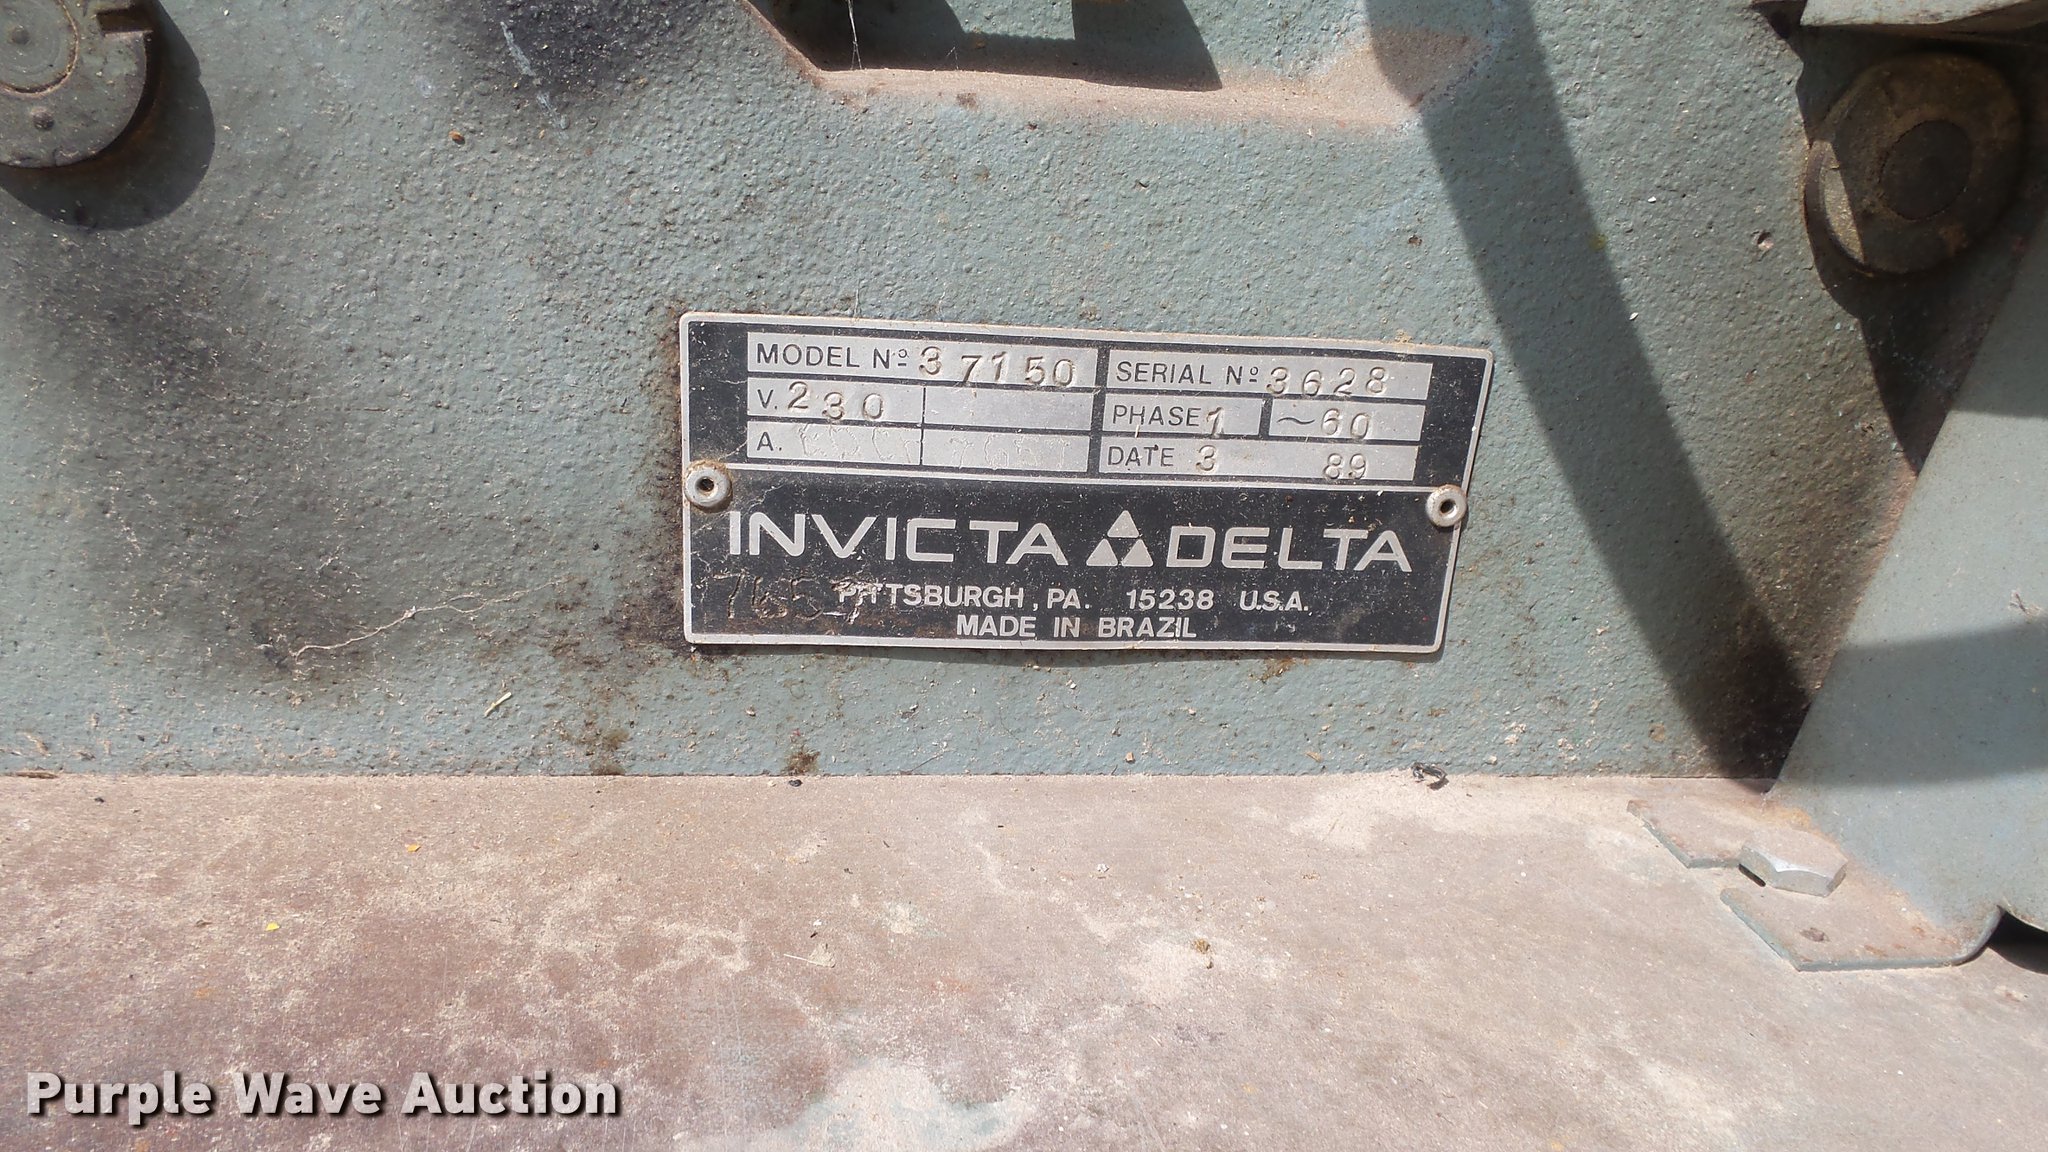 MODEL Nº 37150 SERIAL Nº 3628
V. 230 PHASE 1 ~60
A. DATE 3 89
INVICTA DELTA
PITTSBURGH, PA. 15238 U.S.A.
MADE IN BRAZIL
Purple Wave Auction